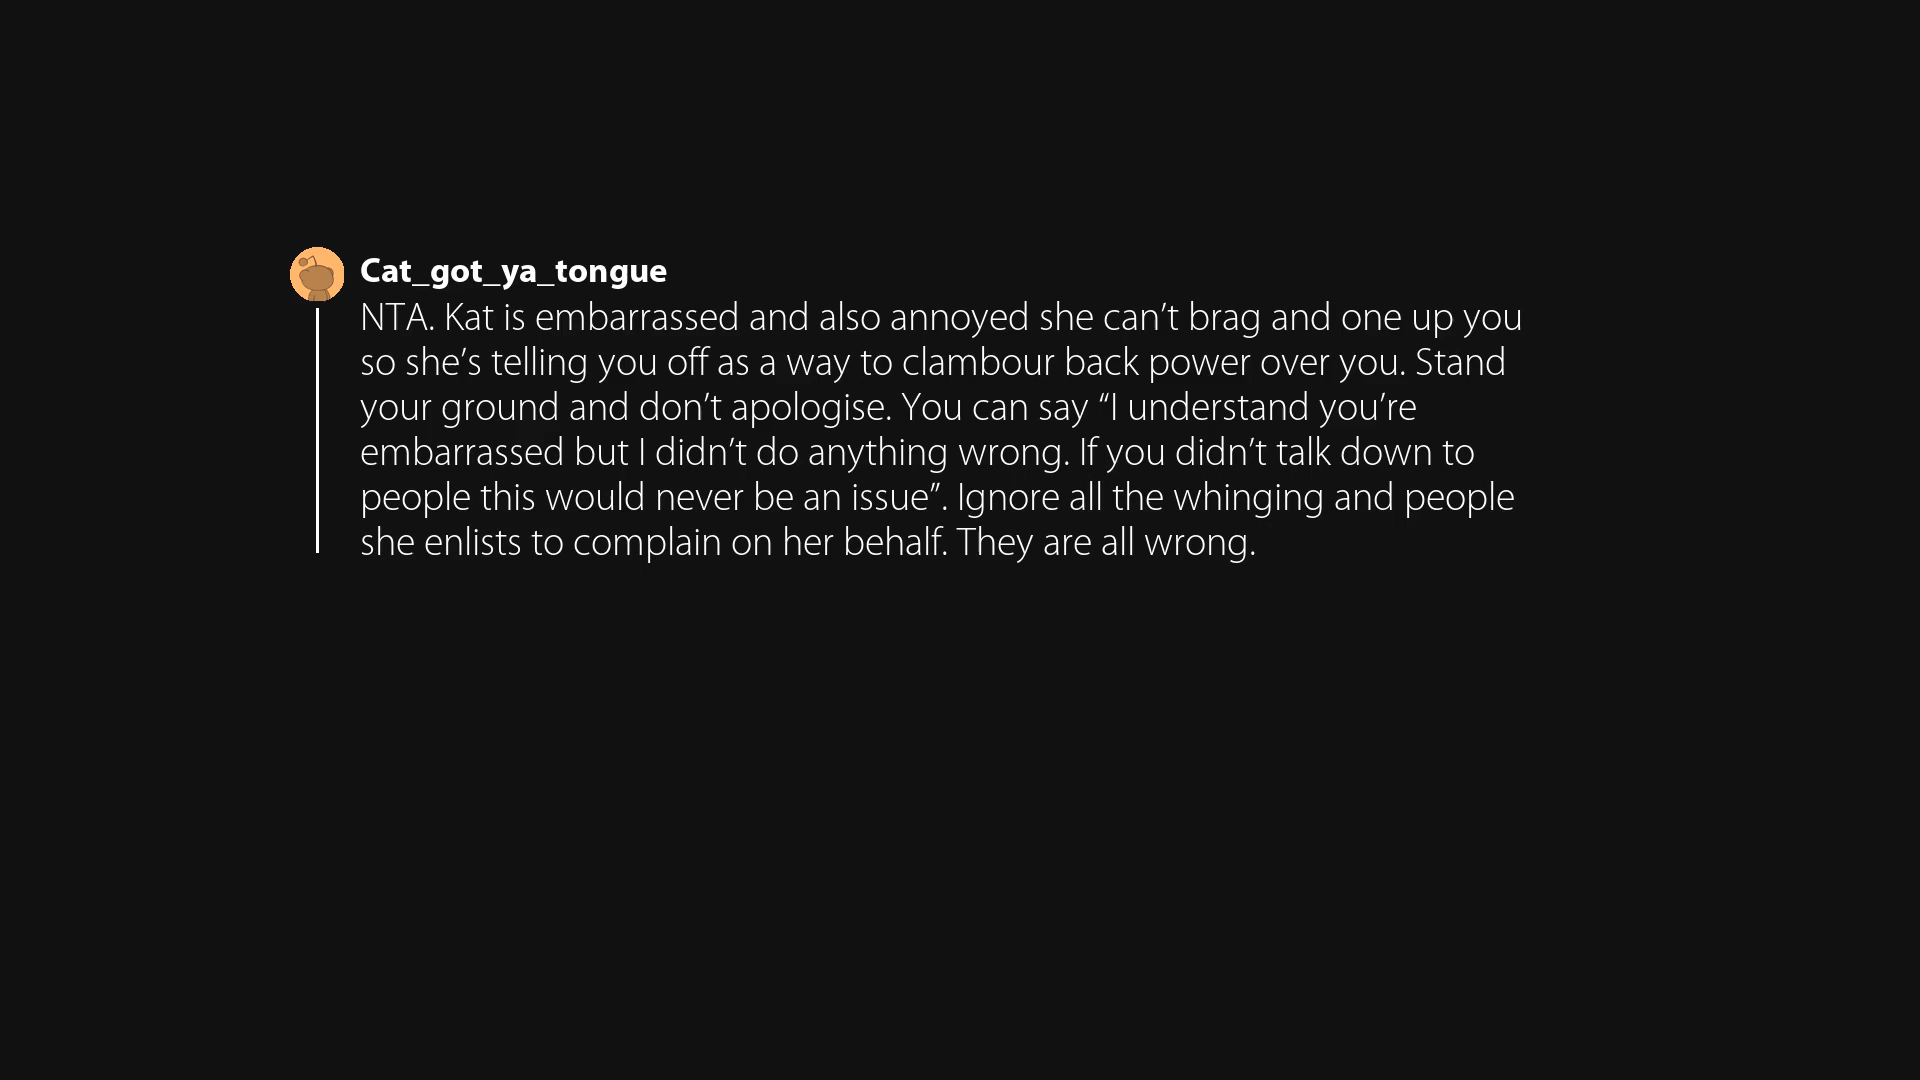 Cat_got_ya_tongue
NTA. Kat is embarrassed and also annoyed she can’t brag and one up you
so she’s telling you off as a way to clambour back power over you. Stand
your ground and don’t apologise. You can say “I understand you’re
embarrassed but I didn’t do anything wrong. If you didn’t talk down to
people this would never be an issue”. Ignore all the whinging and people
she enlists to complain on her behalf. They are all wrong.